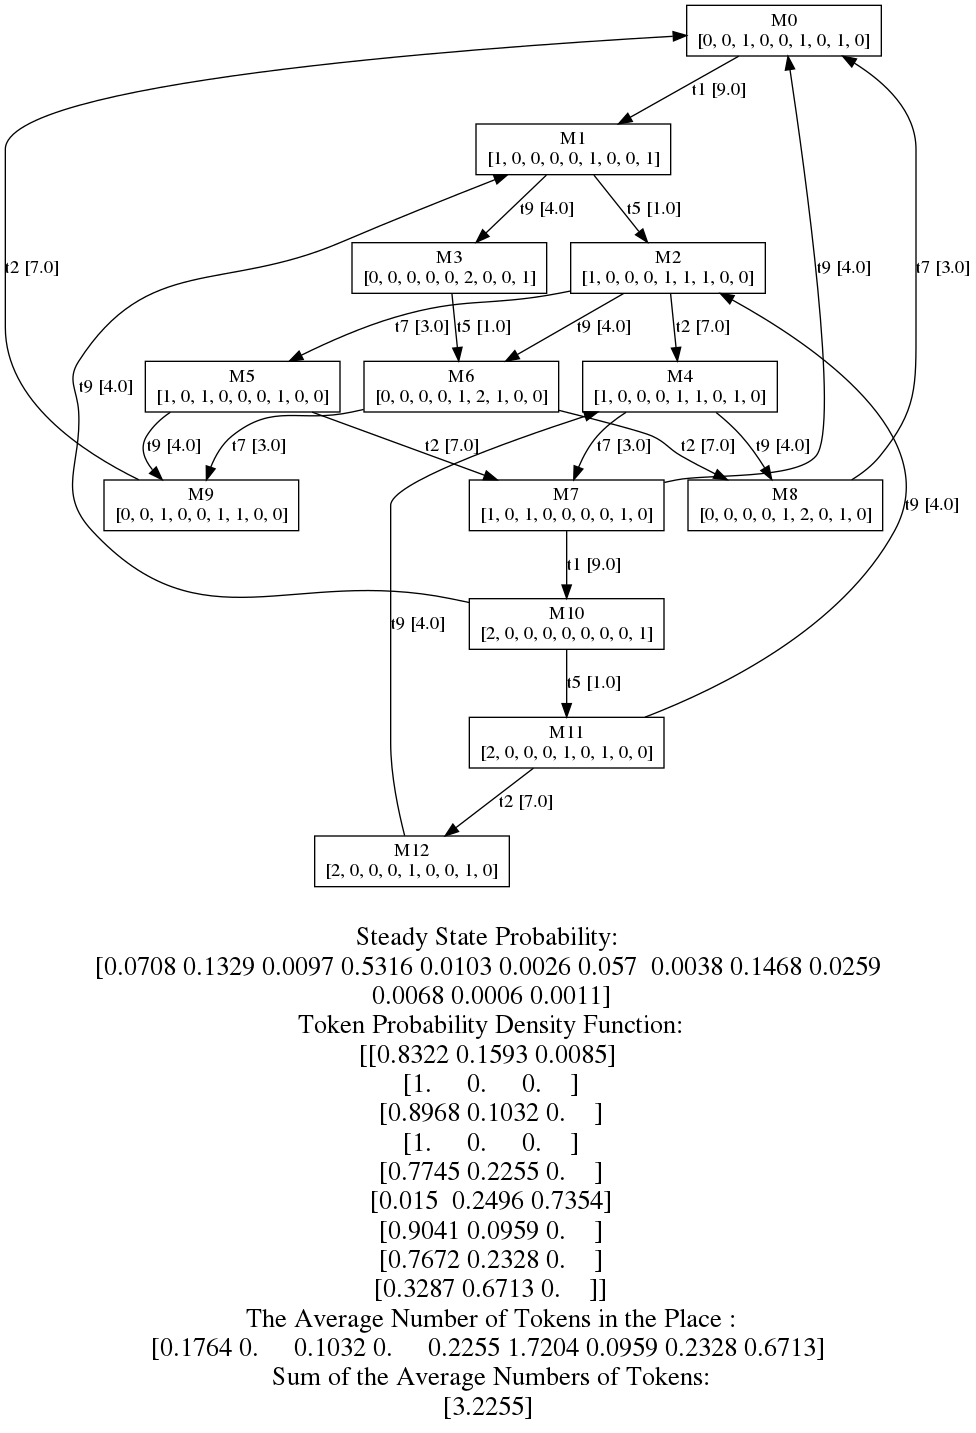 M0
[0, 0, 1, 0, 0, 1, 0, 1, 0]
t1 [9.0]
M1
[1, 0, 0, 0, 0, 1, 0, 0, 1]
t9 [4.0]
t5 [1.0]
M3
[0, 0, 0, 0, 0, 2, 0, 0, 1]
M2
[1, 0, 0, 0, 1, 1, 1, 0, 0]
t2 [7.0]
t9 [4.0]
t7 [3.0]
t7 [3.0]
t5 [1.0]
t9 [4.0]
t2 [7.0]
M5
[1, 0, 1, 0, 0, 0, 1, 0, 0]
M6
[0, 0, 0, 0, 1, 2, 1, 0, 0]
M4
[1, 0, 0, 0, 1, 1, 0, 1, 0]
t9 [4.0]
t9 [4.0]
t7 [3.0]
t2 [7.0]
t7 [3.0]
t2 [7.0]
t9 [4.0]
M9
[0, 0, 1, 0, 0, 1, 1, 0, 0]
M7
[1, 0, 1, 0, 0, 0, 0, 1, 0]
M8
[0, 0, 0, 0, 1, 2, 0, 1, 0]
t9 [4.0]
t1 [9.0]
M10
[2, 0, 0, 0, 0, 0, 0, 0, 1]
t9 [4.0]
t5 [1.0]
M11
[2, 0, 0, 0, 1, 0, 1, 0, 0]
t2 [7.0]
M12
[2, 0, 0, 0, 1, 0, 0, 1, 0]
Steady State Probability:
[0.0708 0.1329 0.0097 0.5316 0.0103 0.0026 0.057 0.0038 0.1468 0.0259
0.0068 0.0006 0.0011]
Token Probability Density Function:
[[0.8322 0.1593 0.0085]
[1. 0. 0. ]
[0.8968 0.1032 0. ]
[1. 0. 0. ]
[0.7745 0.2255 0. ]
[0.015 0.2496 0.7354]
[0.9041 0.0959 0. ]
[0.7672 0.2328 0. ]
[0.3287 0.6713 0. ]]
The Average Number of Tokens in the Place :
[0.1764 0. 0.1032 0. 0.2255 1.7204 0.0959 0.2328 0.6713]
Sum of the Average Numbers of Tokens:
[3.2255]